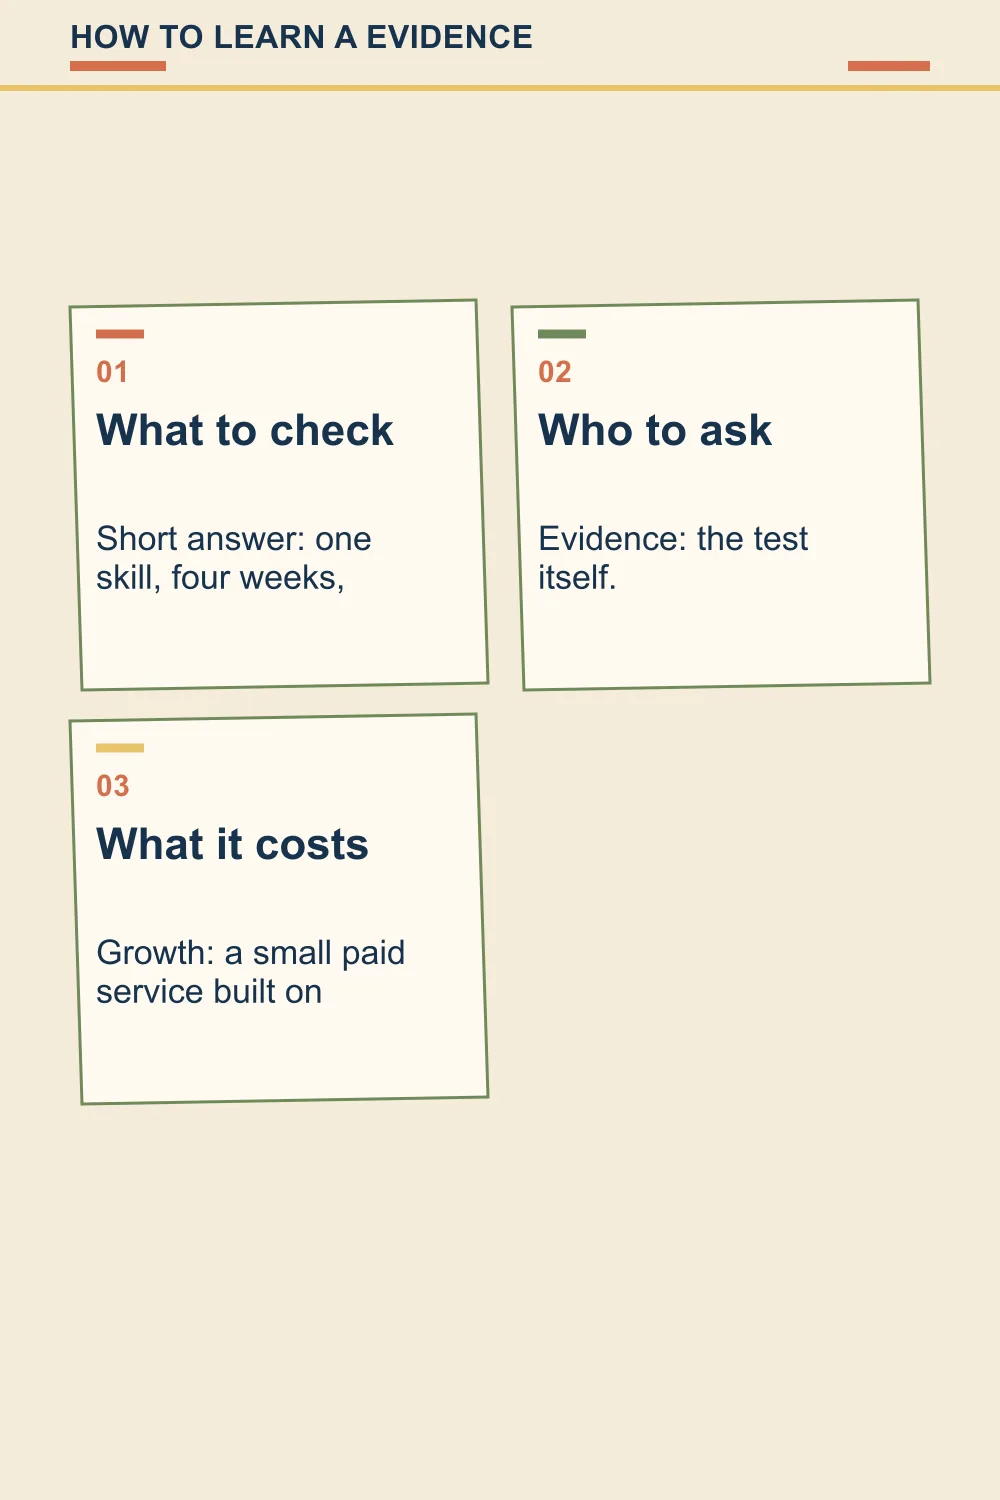 HOW TO LEARN A EVIDENCE
01
What to check
Short answer: one
skill, four weeks,
02
Who to ask
Evidence: the test
itself.
03
What it costs
Growth: a small paid
service built on